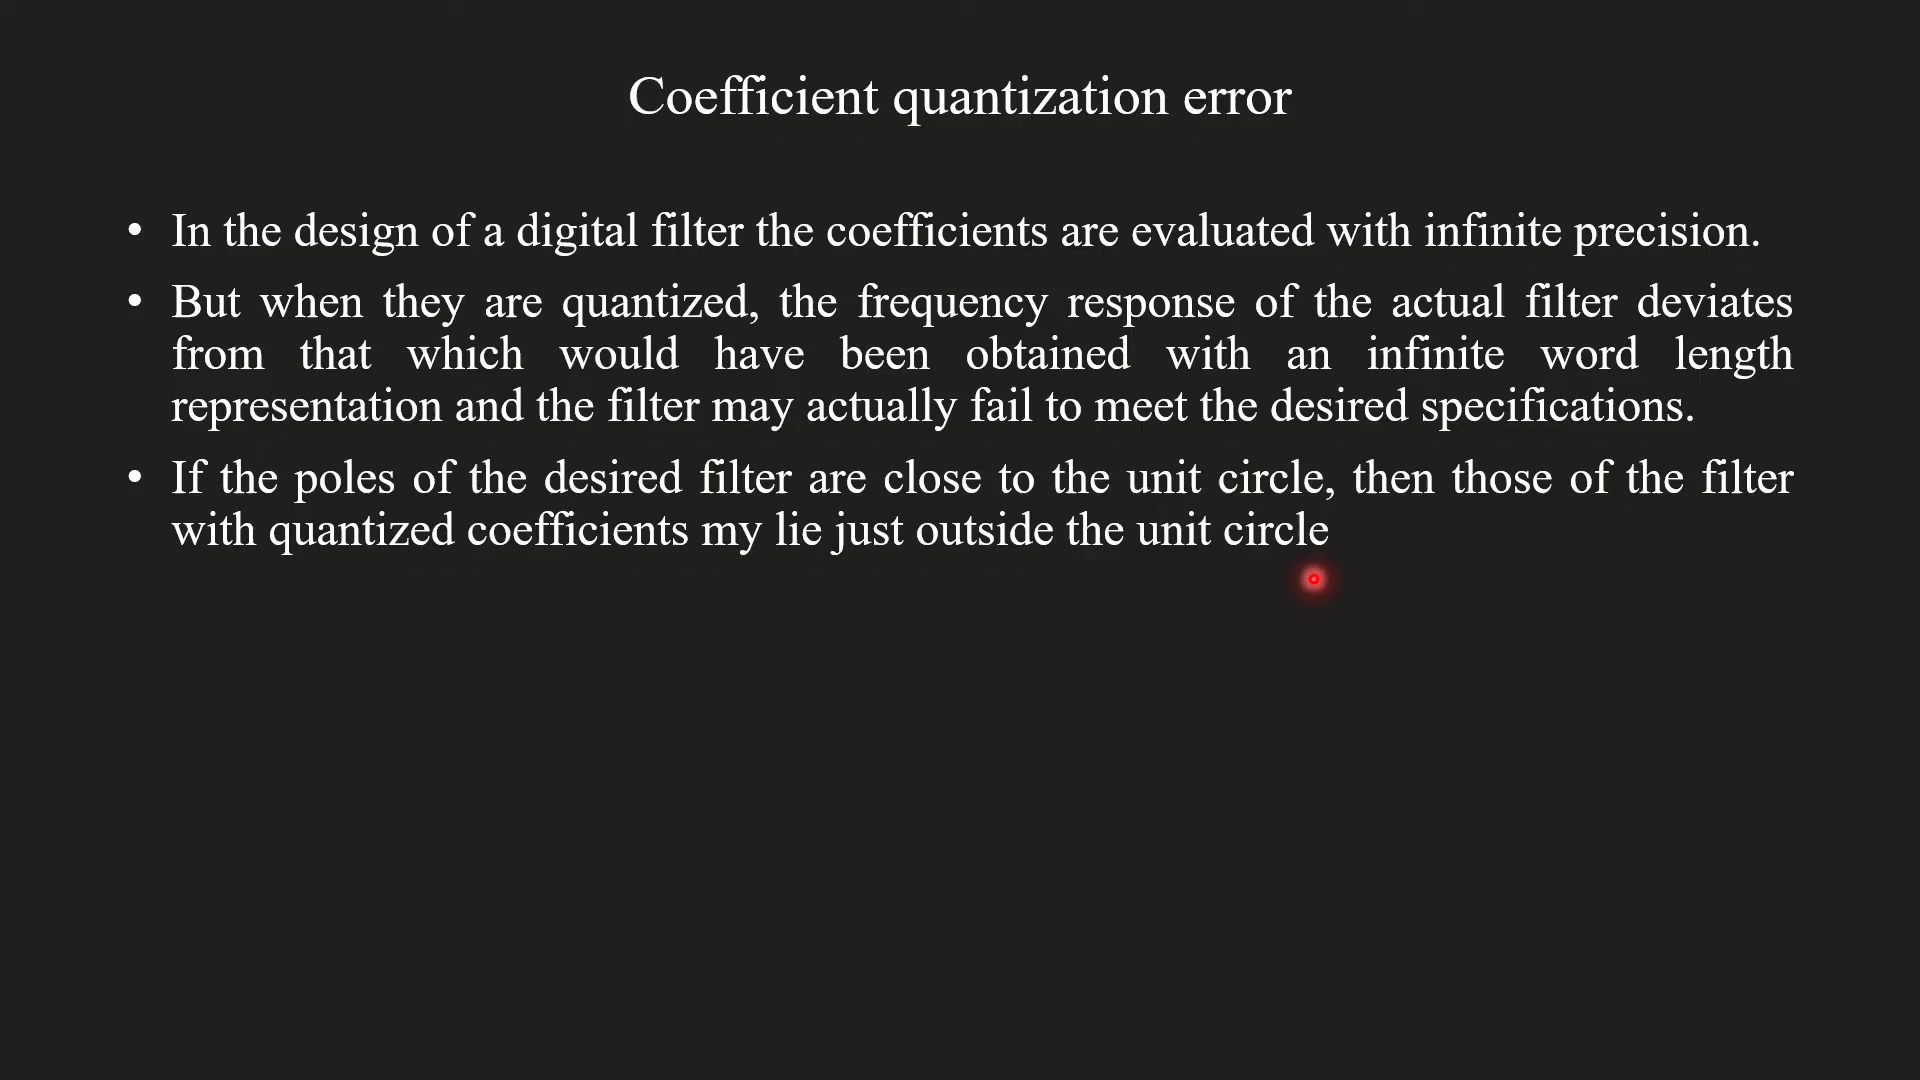 Coefficient quantization error
• In the design of a digital filter the coefficients are evaluated with infinite precision.
• But when they are quantized, the frequency response of the actual filter deviates
from that which would have been obtained with an infinite word length
representation and the filter may actually fail to meet the desired specifications.
• If the poles of the desired filter are close to the unit circle, then those of the filter
with quantized coefficients my lie just outside the unit circle